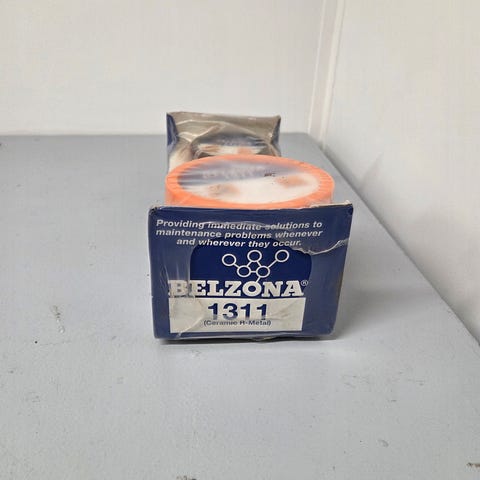 Providing immediate solutions to
maintenance problems whenever
and wherever they occur.
BELZONA®
1311
(Ceramic R-Metal)